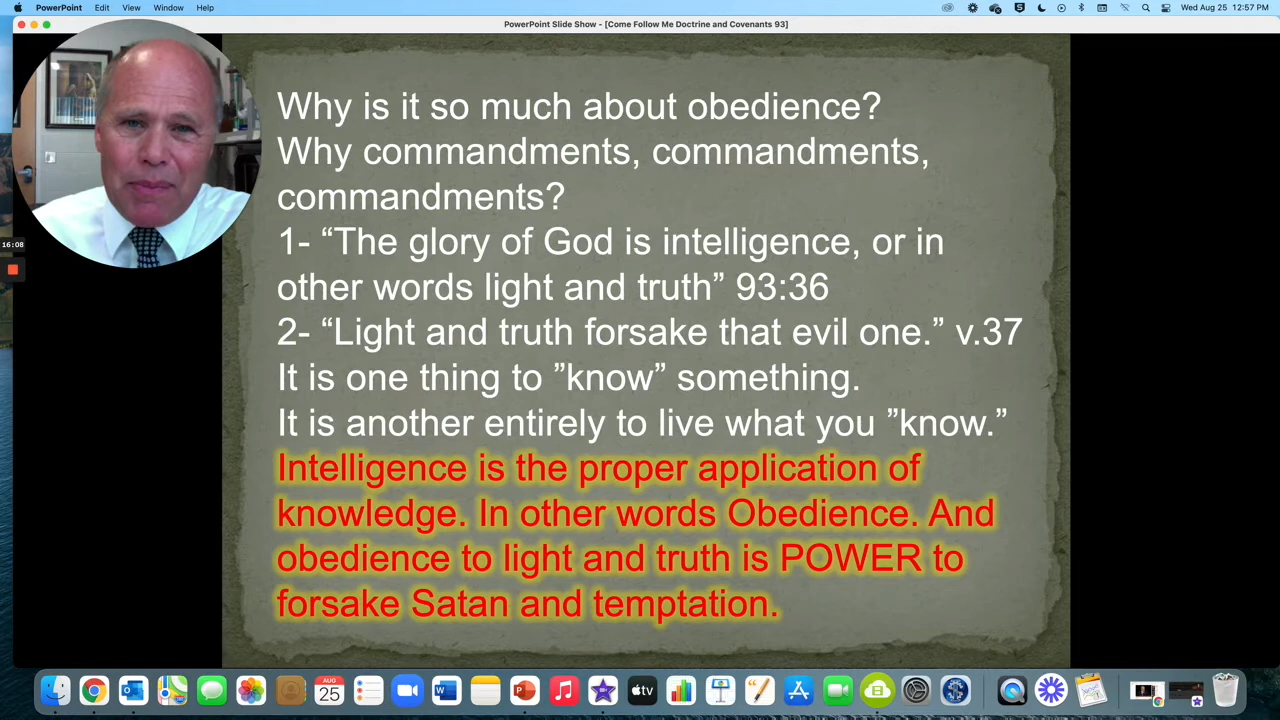 PowerPoint Edit View Window Help Wed Aug 25 12:57 PM
PowerPoint Slide Show - [Come Follow Me Doctrine and Covenants 93]
Why is it so much about obedience?
Why commandments, commandments,
commandments?
1- “The glory of God is intelligence, or in
other words light and truth” 93:36
2- “Light and truth forsake that evil one.” v.37
It is one thing to ”know” something.
It is another entirely to live what you ”know.”
Intelligence is the proper application of
knowledge. In other words Obedience. And
obedience to light and truth is POWER to
forsake Satan and temptation.
16:08
AUG
25
tv